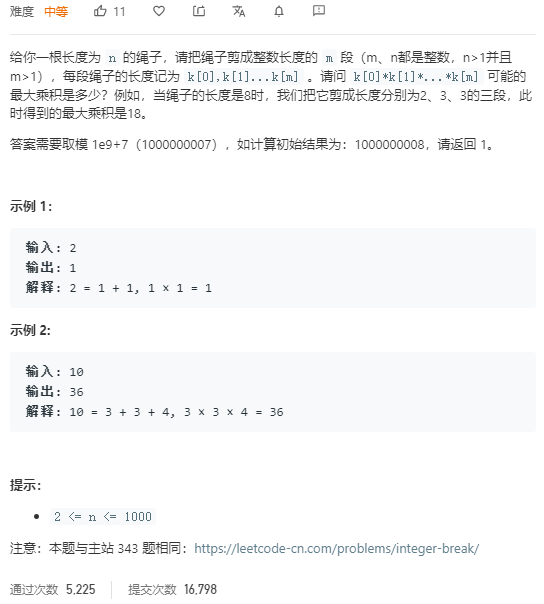 难度 中等 11
给你一根长度为 n 的绳子，请把绳子剪成整数长度的 m 段（m、n都是整数，n>1并且
m>1），每段绳子的长度记为 k[0],k[1]...k[m] 。请问 k[0]*k[1]*...*k[m] 可能的
最大乘积是多少？例如，当绳子的长度是8时，我们把它剪成长度分别为2、3、3的三段，此
时得到的最大乘积是18。
答案需要取模 1e9+7（1000000007），如计算初始结果为：1000000008，请返回 1。
示例 1：
输入: 2
输出: 1
解释: 2 = 1 + 1, 1 × 1 = 1
示例 2:
输入: 10
输出: 36
解释: 10 = 3 + 3 + 4, 3 × 3 × 4 = 36
提示：
• 2 <= n <= 1000
注意：本题与主站 343 题相同：https://leetcode-cn.com/problems/integer-break/
通过次数 5,225 提交次数 16,798